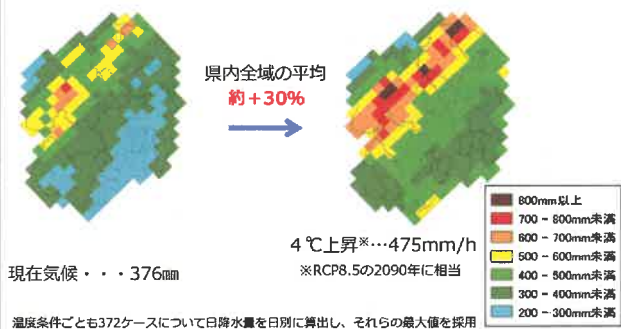 県内全域の平均
約+30%
4℃上昇※…475mm/h
※RCP8.5の2090年に相当
現在気候・・・376㎜
800mm以上
700-800mm未満
600-700mm未満
500-600mm未満
400-500mm未満
300-400mm未満
200-300mm未満
温度条件ごとも372ケースについて日降水量を日別に算出し、それらの最大値を採用